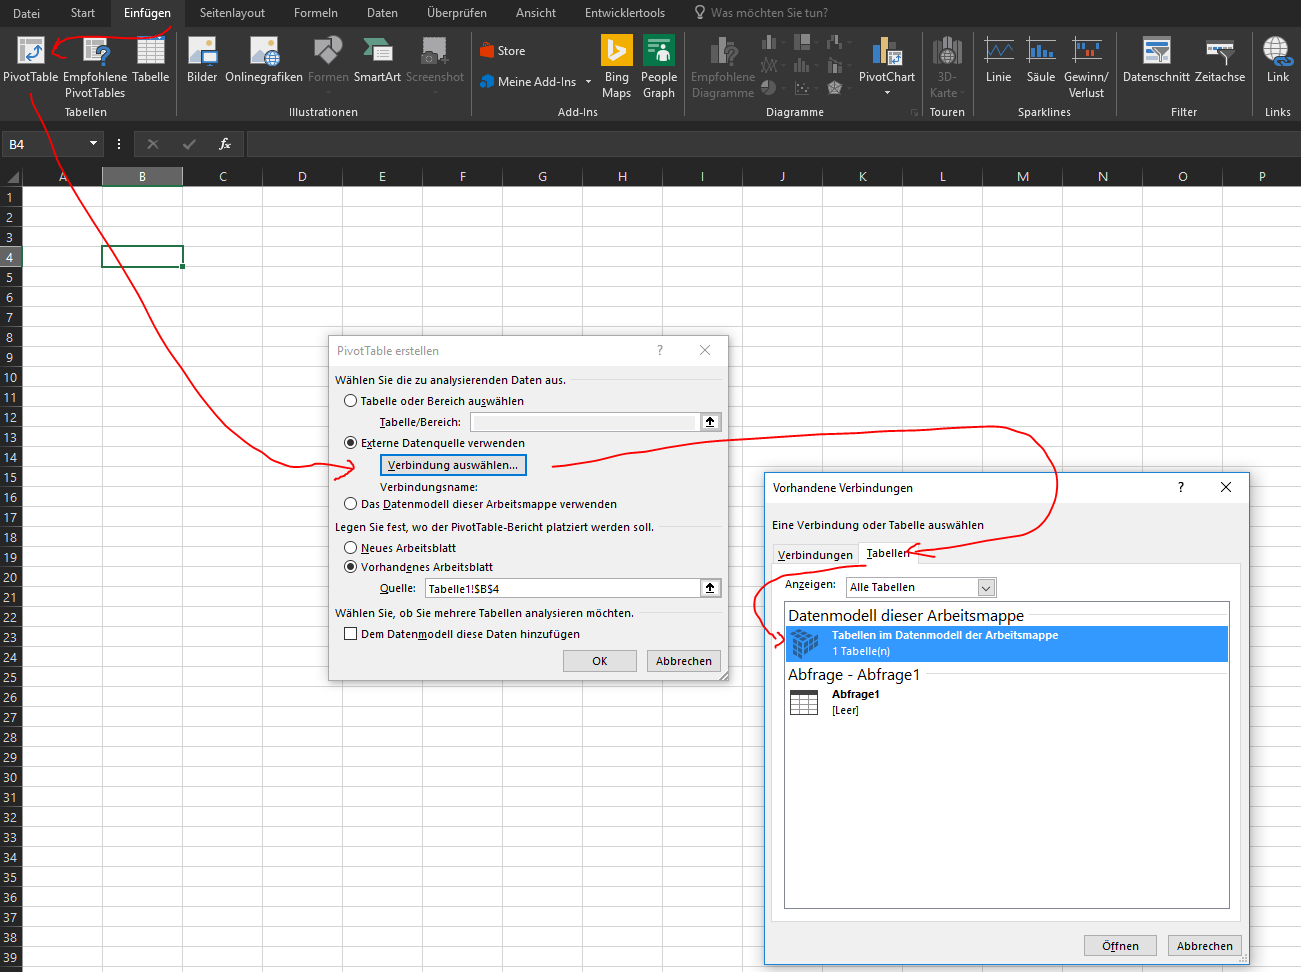 Datei Start Einfügen Seitenlayout Formeln Daten Überprüfen Ansicht Entwicklertools Was möchten Sie tun?
PivotTable Empfohlene PivotTables Tabelle Bilder Onlinegrafiken Formen SmartArt Screenshot Store Meine Add-Ins Bing Maps People Graph Empfohlene Diagramme PivotChart 3D-Karte Linie Säule Gewinn/Verlust Datenschnitt Zeitachse Link
Tabellen Illustrationen Add-Ins Diagramme Touren Sparklines Filter Links
B4 fx
A B C D E F G H I J K L M N O P
1
2
3
4
5
6
7
8
9
10
11
12
13
14
15
16
17
18
19
20
21
22
23
24
25
26
27
28
29
30
31
32
33
34
35
36
37
38
39
PivotTable erstellen ?
Wählen Sie die zu analysierenden Daten aus.
Tabelle oder Bereich auswählen
Tabelle/Bereich:
Externe Datenquelle verwenden
Verbindung auswählen...
Verbindungsname:
Das Datenmodell dieser Arbeitsmappe verwenden
Legen Sie fest, wo der PivotTable-Bericht platziert werden soll.
Neues Arbeitsblatt
Vorhandenes Arbeitsblatt
Quelle: Tabelle1!$B$4
Wählen Sie, ob Sie mehrere Tabellen analysieren möchten.
Dem Datenmodell diese Daten hinzufügen
OK Abbrechen
Vorhandene Verbindungen ?
Eine Verbindung oder Tabelle auswählen
Verbindungen Tabellen
Anzeigen: Alle Tabellen
Datenmodell dieser Arbeitsmappe
Tabellen im Datenmodell der Arbeitsmappe
1 Tabelle(n)
Abfrage - Abfrage1
Abfrage1
[Leer]
Öffnen Abbrechen